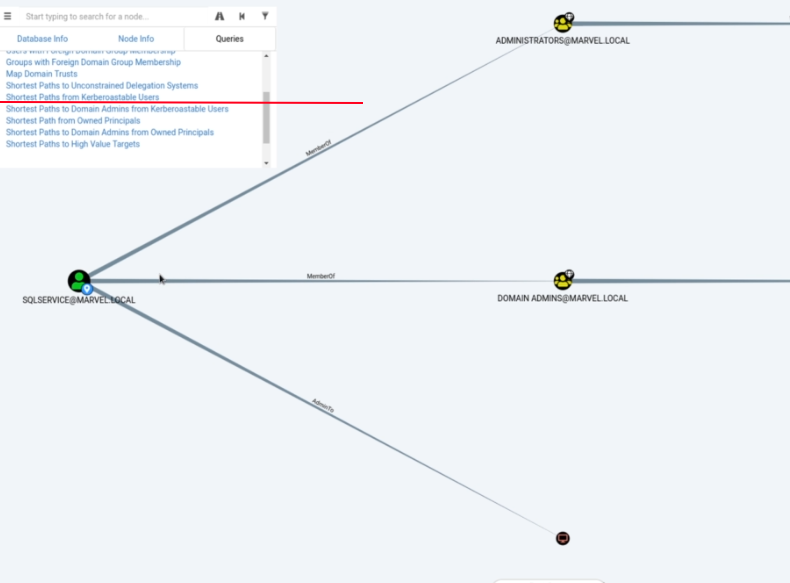 Start typing to search for a node...
Database Info
Node Info
Queries
Users with Foreign Domain Group Membership
Groups with Foreign Domain Group Membership
Map Domain Trusts
Shortest Paths to Unconstrained Delegation Systems
Shortest Paths from Kerberoastable Users
Shortest Paths to Domain Admins from Kerberoastable Users
Shortest Path from Owned Principals
Shortest Paths to Domain Admins from Owned Principals
Shortest Paths to High Value Targets
ADMINISTRATORS@MARVEL.LOCAL
MemberOf
MemberOf
SQLSERVICE@MARVEL.LOCAL
DOMAIN ADMINS@MARVEL.LOCAL
AdminTo